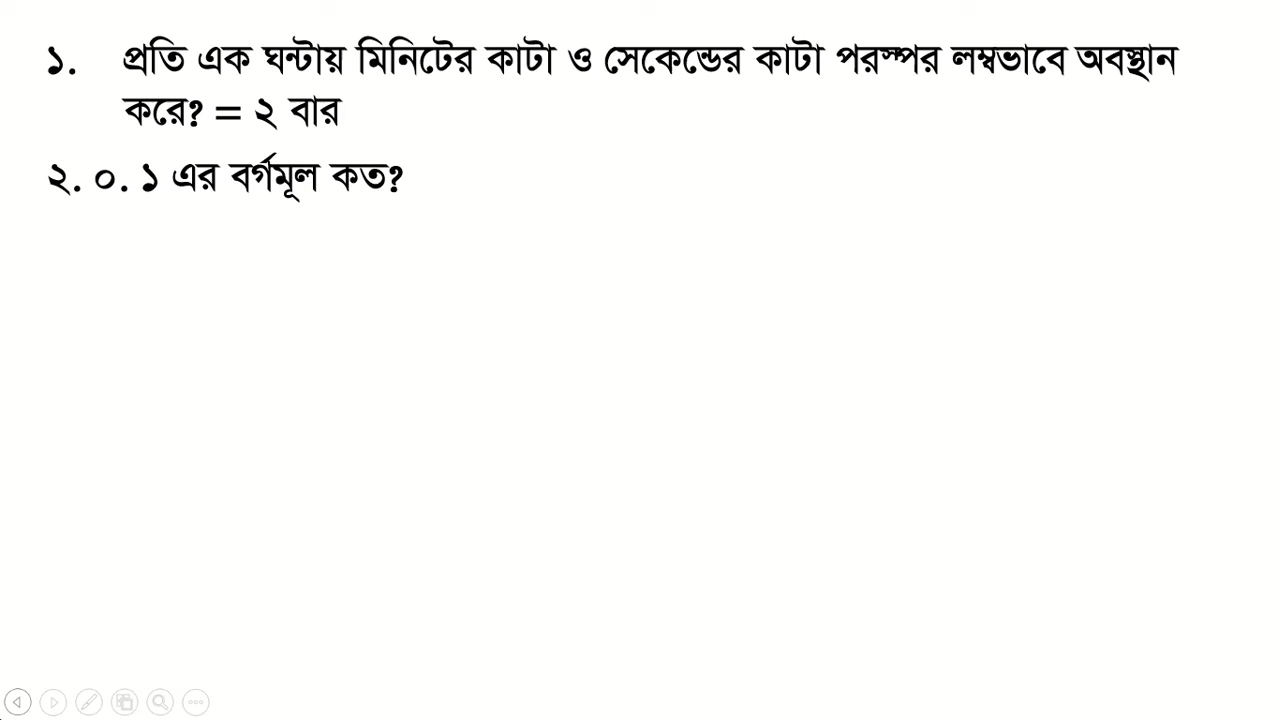 ১. প্রতি এক ঘন্টায় মিনিটের কাটা ও সেকেন্ডের কাটা পরস্পর লম্বভাবে অবস্থান
করে? = ২ বার
২. ০. ১ এর বর্গমূল কত?